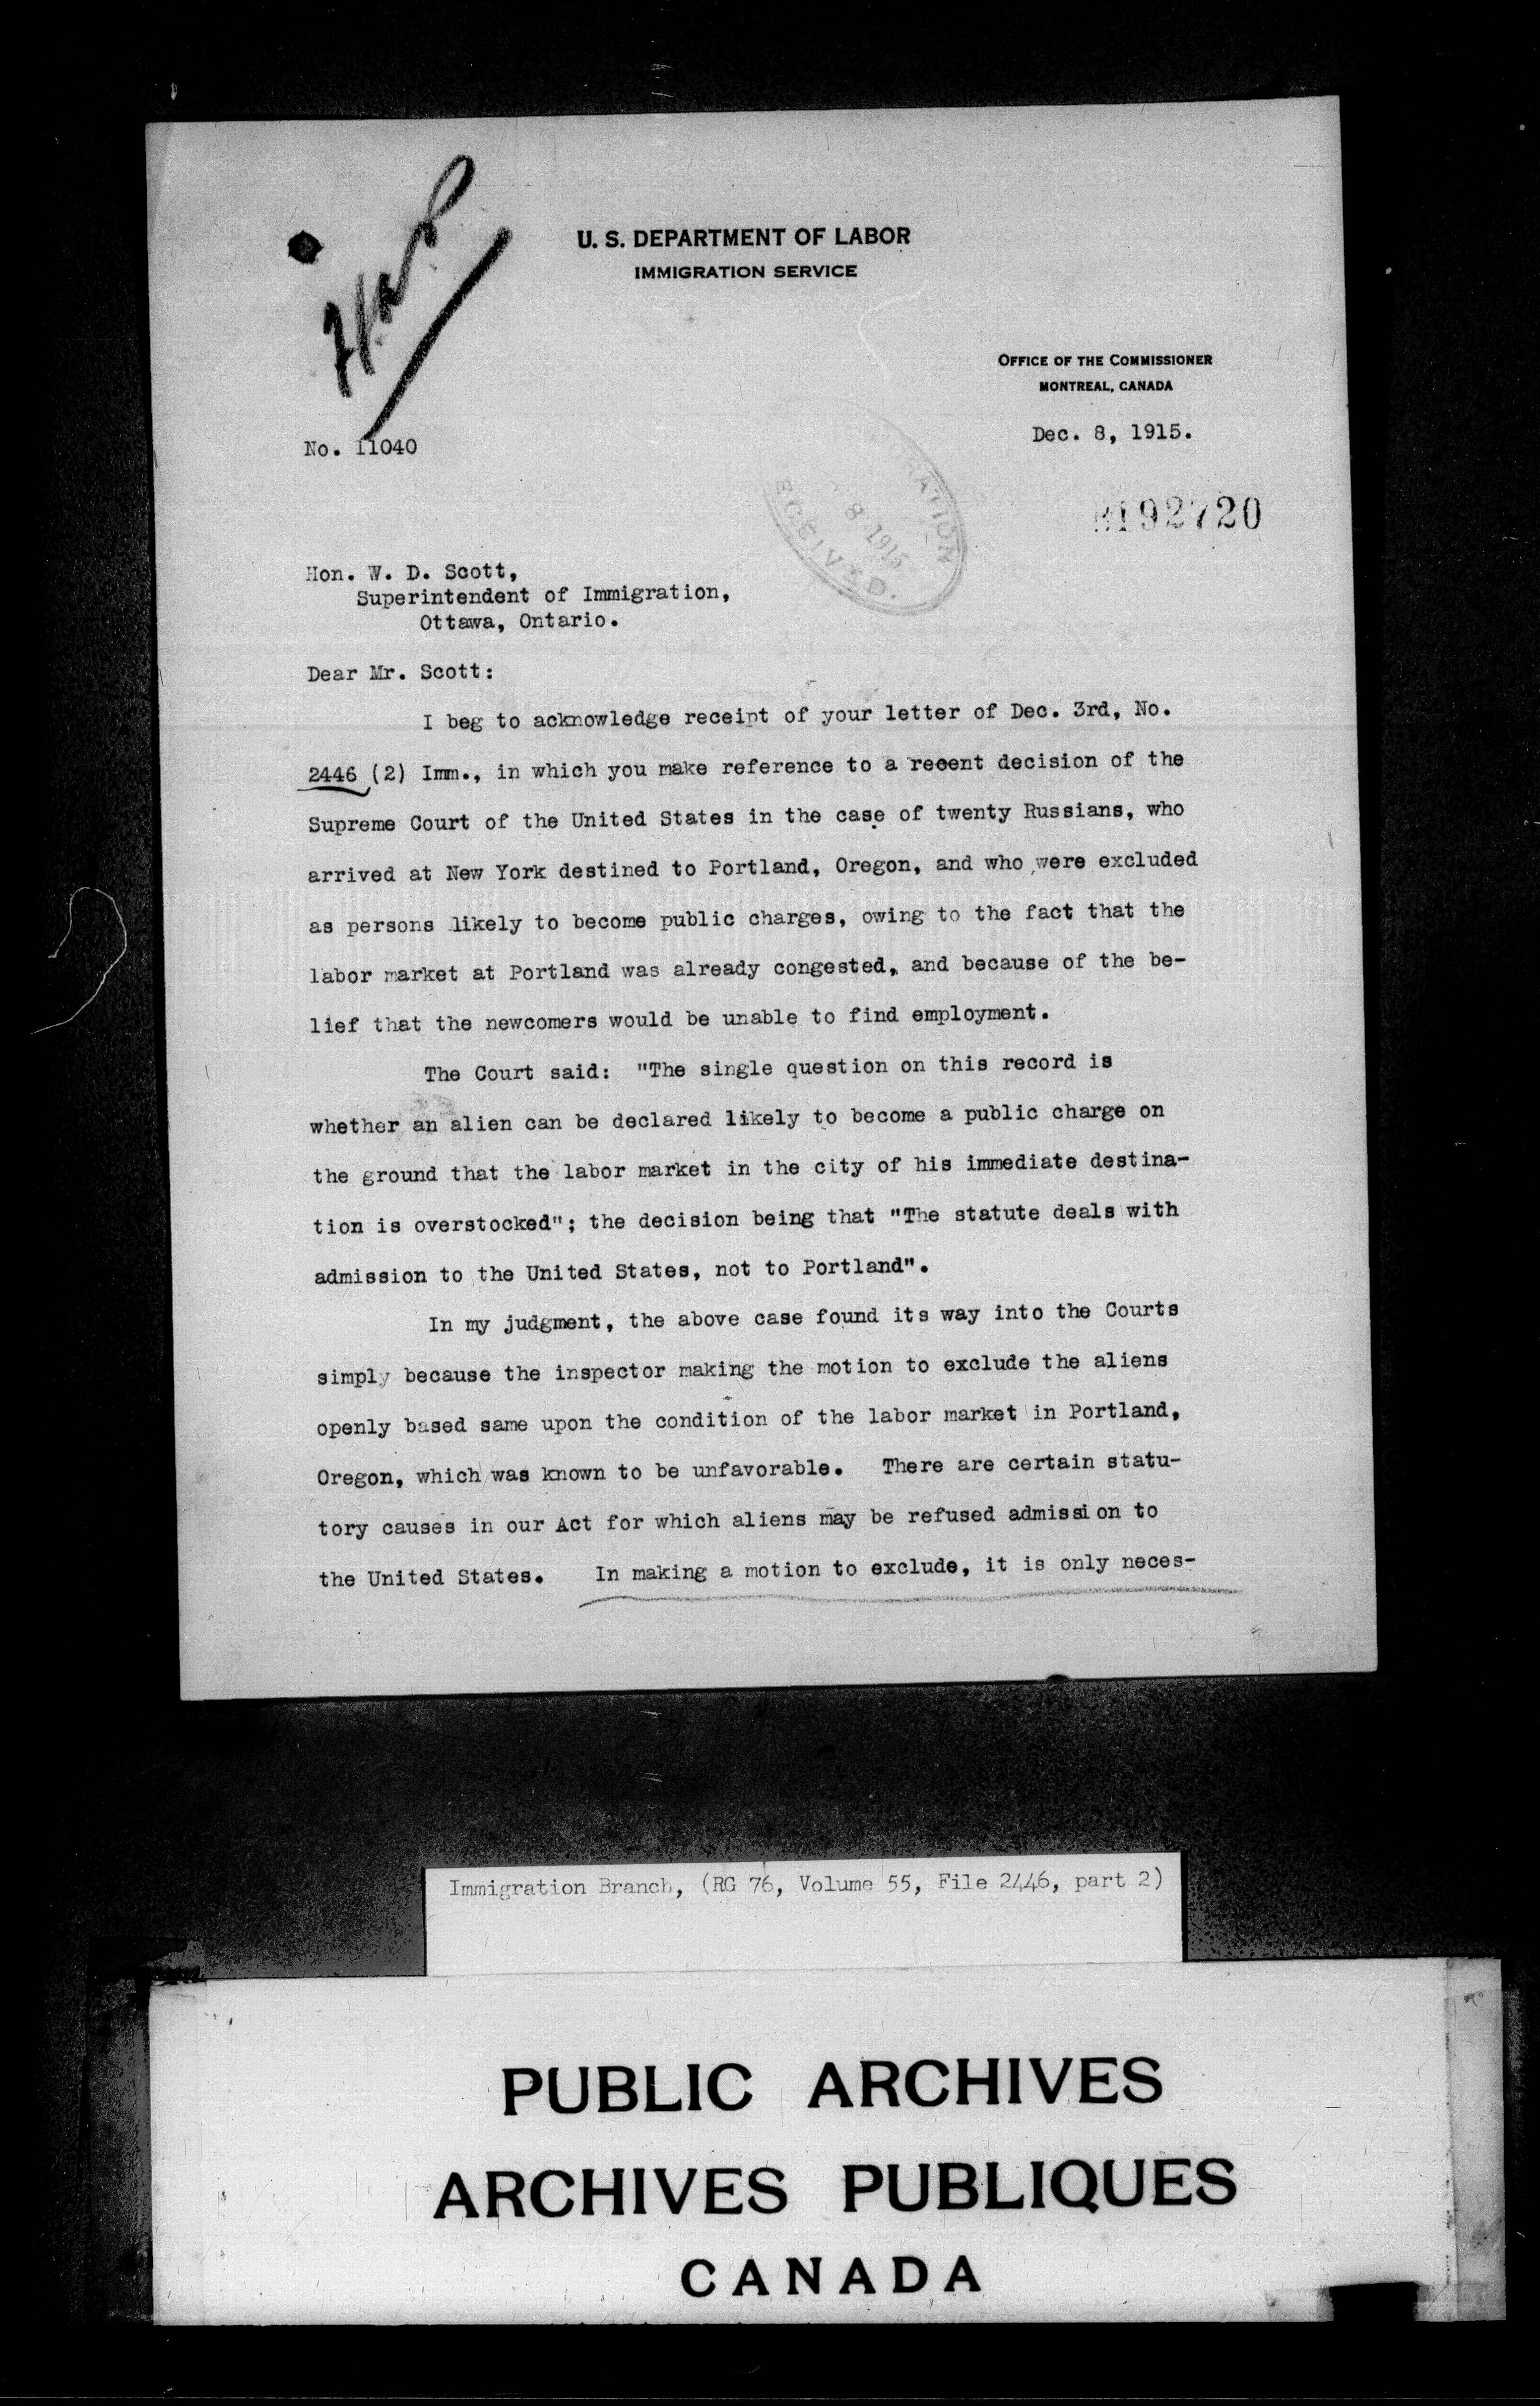 U. S. DEPARTMENT OF LABOR
IMMIGRATION SERVICE
OFFICE OF THE COMMISSIONER
MONTREAL, CANADA
Dec. 8, 1915.
No. 11040
192720
8 1915
Hon. W. D. Scott,
Superintendent of Immigration,
Ottawa, Ontario.
Dear Mr. Scott:
I beg to acknowledge receipt of your letter of Dec. 3rd, No.
2446 (2) Imm., in which you make reference to a recent decision of the
Supreme Court of the United States in the case of twenty Russians, who
arrived at New York destined to Portland, Oregon, and who were excluded
as persons likely to become public charges, owing to the fact that the
labor market at Portland was already congested, and because of the be-
lief that the newcomers would be unable to find employment.
The Court said: "The single question on this record is
whether an alien can be declared likely to become a public charge on
the ground that the labor market in the city of his immediate destina-
tion is overstocked"; the decision being that "The statute deals with
admission to the United States, not to Portland".
In my judgment, the above case found its way into the Courts
simply because the inspector making the motion to exclude the aliens
openly based same upon the condition of the labor market in Portland,
Oregon, which was known to be unfavorable. There are certain statu-
tory causes in our Act for which aliens may be refused admission to
the United States. In making a motion to exclude, it is only neces-
Immigration Branch, (RG 76, Volume 55, File 2446, part 2)
PUBLIC ARCHIVES
ARCHIVES PUBLIQUES
CANADA